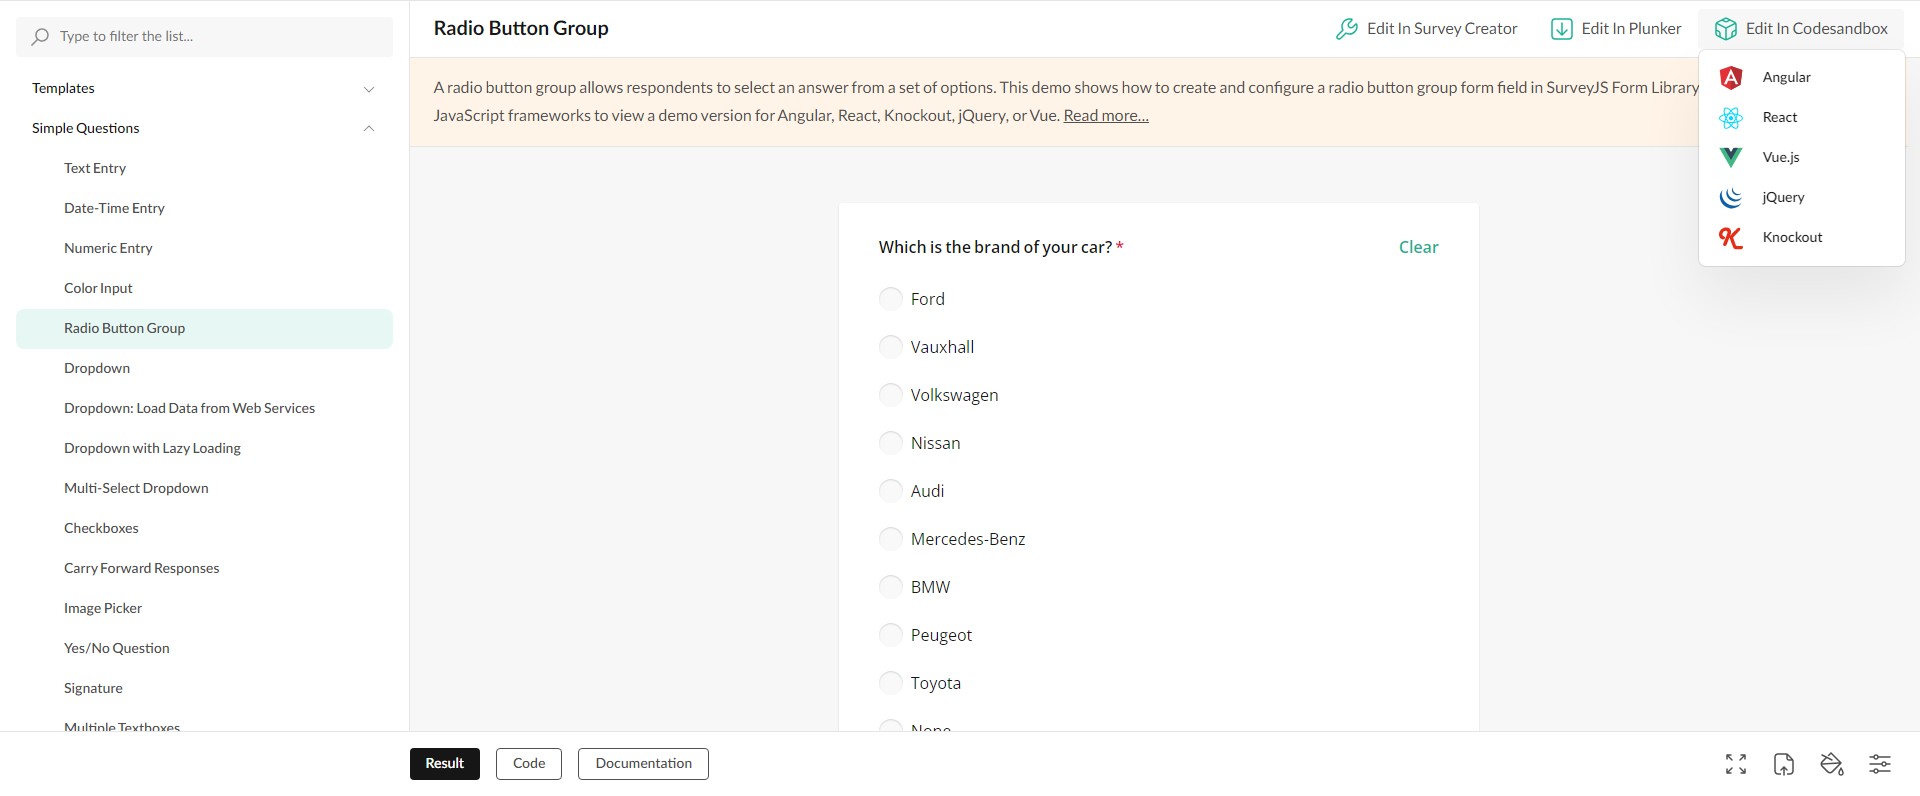 Type to filter the list...
Templates
Simple Questions
Text Entry
Date-Time Entry
Numeric Entry
Color Input
Radio Button Group
Dropdown
Dropdown: Load Data from Web Services
Dropdown with Lazy Loading
Multi-Select Dropdown
Checkboxes
Carry Forward Responses
Image Picker
Yes/No Question
Signature
Multiple Textboxes
Radio Button Group
Edit In Survey Creator
Edit In Plunker
Edit In Codesandbox
A radio button group allows respondents to select an answer from a set of options. This demo shows how to create and configure a radio button group form field in SurveyJS Form Library
JavaScript frameworks to view a demo version for Angular, React, Knockout, jQuery, or Vue. Read more...
Angular
React
Vue.js
jQuery
Knockout
Which is the brand of your car? *
Clear
Ford
Vauxhall
Volkswagen
Nissan
Audi
Mercedes-Benz
BMW
Peugeot
Toyota
None
Result
Code
Documentation